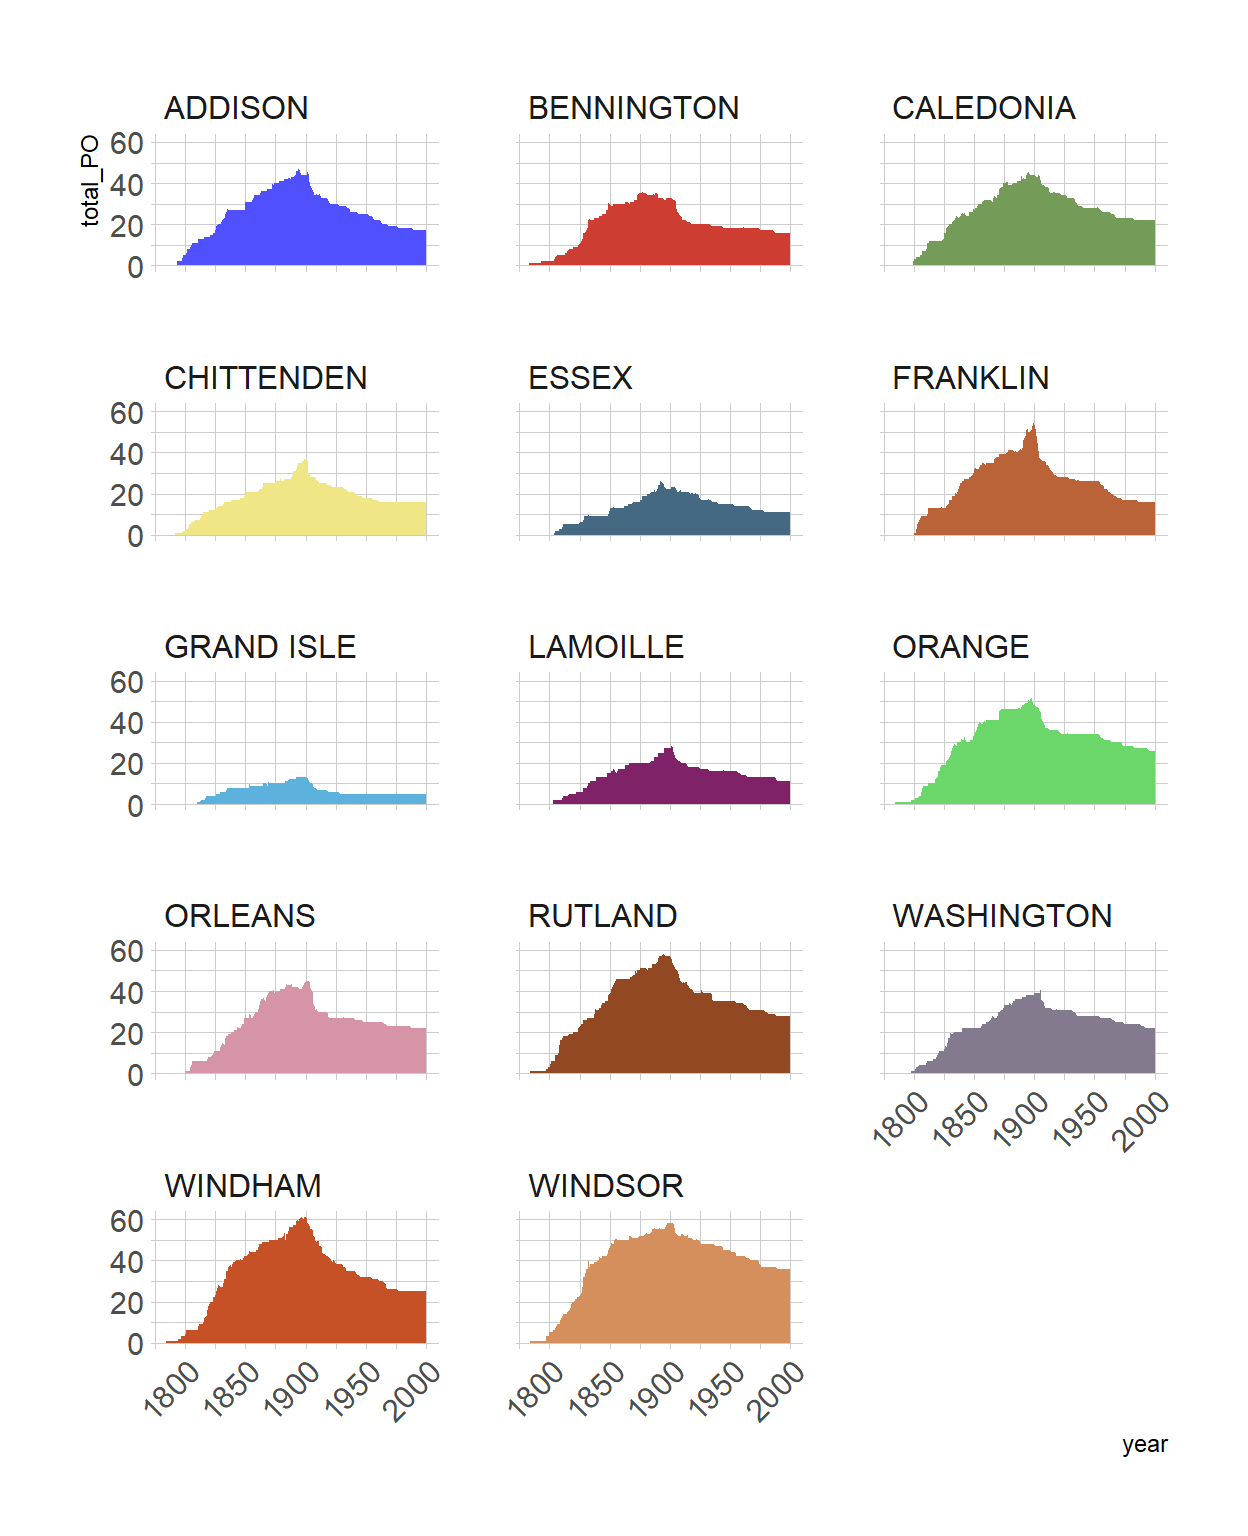 ADDISON BENNINGTON CALEDONIA
total_PO
60
40
20
0
CHITTENDEN ESSEX FRANKLIN
60
40
20
0
GRAND ISLE LAMOILLE ORANGE
60
40
20
0
ORLEANS RUTLAND WASHINGTON
60
40
20
0
1800 1850 1900 1950 2000
WINDHAM WINDSOR
60
40
20
0
1800 1850 1900 1950 2000 1800 1850 1900 1950 2000
year